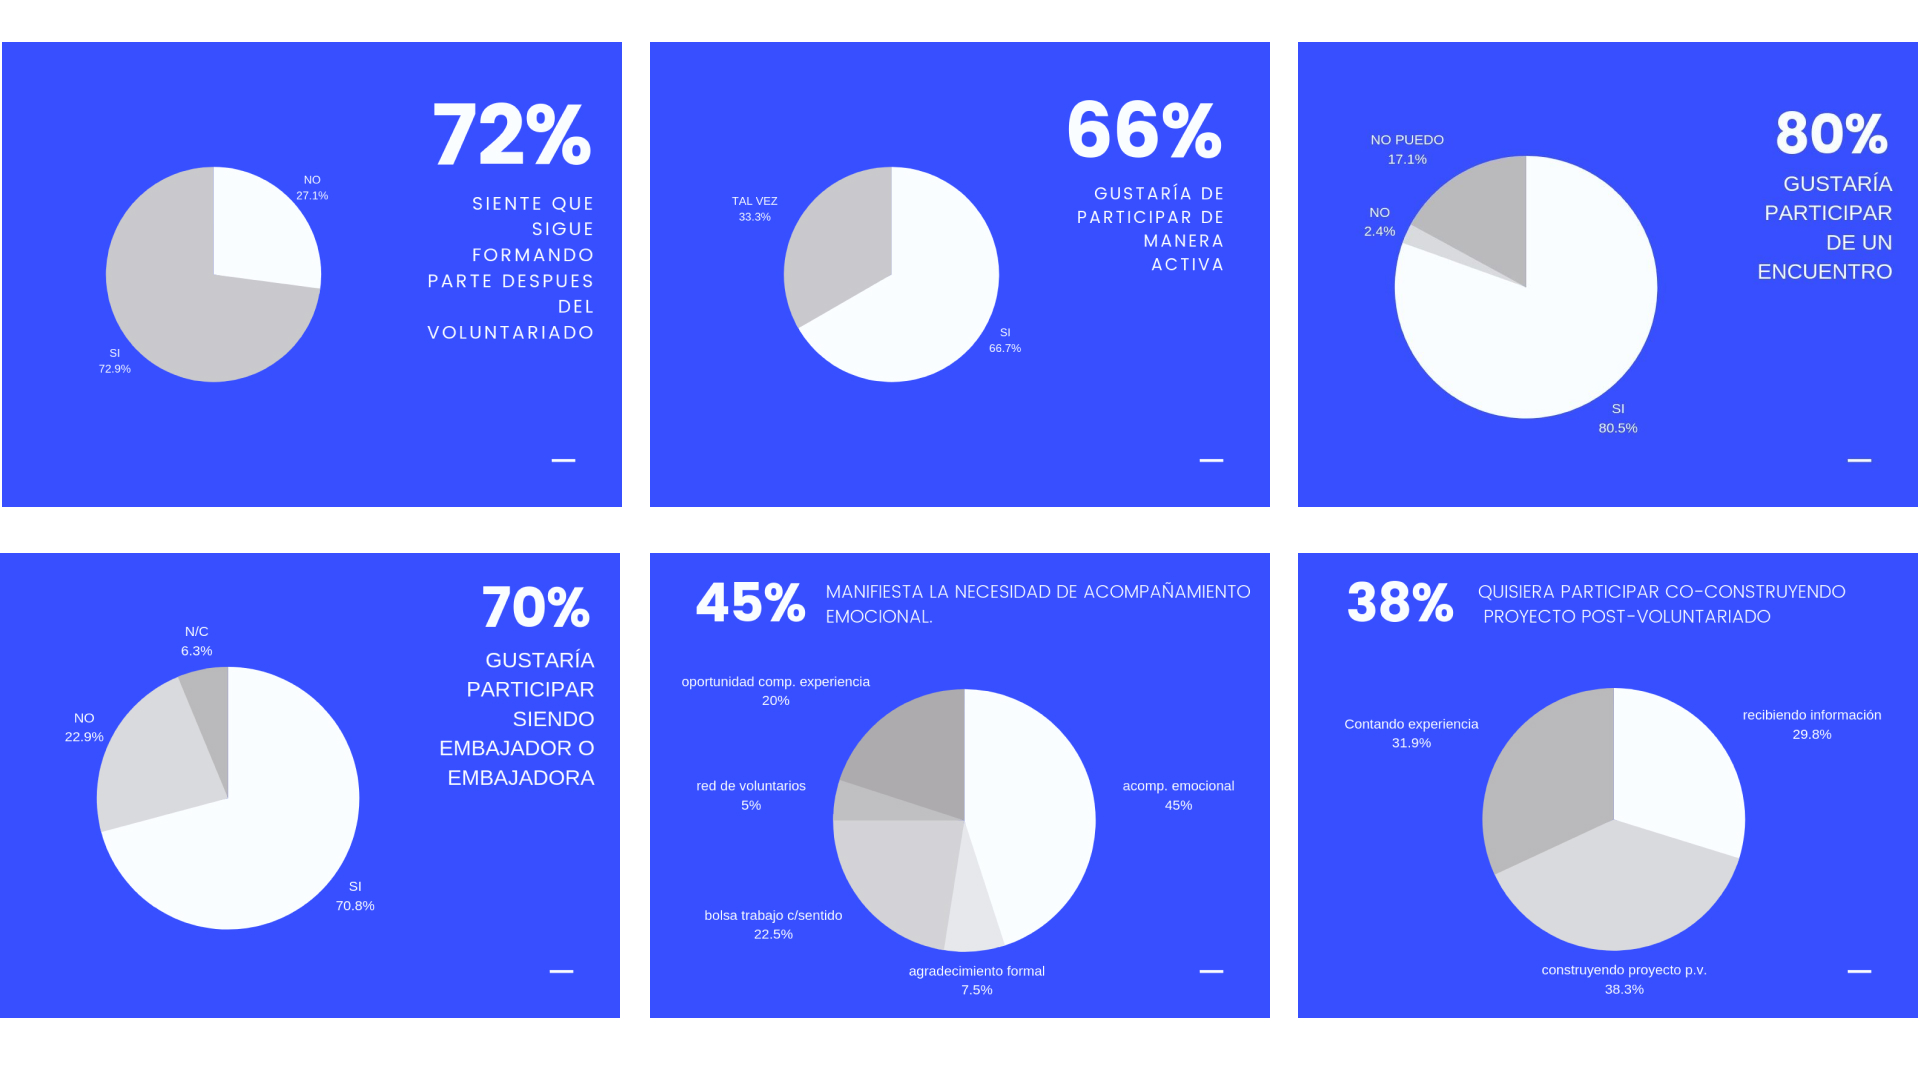 72%
SIENTE QUE
SIGUE
FORMANDO
PARTE DESPUES
DEL
VOLUNTARIADO
NO
27.1%
SI
72.9%
66%
GUSTARÍA DE
PARTICIPAR DE
MANERA
ACTIVA
TAL VEZ
33.3%
SI
66.7%
80%
GUSTARÍA
PARTICIPAR
DE UN
ENCUENTRO
NO PUEDO
17.1%
NO
2.4%
SI
80.5%
70%
GUSTARÍA
PARTICIPAR
SIENDO
EMBAJADOR O
EMBAJADORA
N/C
6.3%
NO
22.9%
SI
70.8%
45%
MANIFIESTA LA NECESIDAD DE ACOMPAÑAMIENTO
EMOCIONAL.
oportunidad comp. experiencia
20%
red de voluntarios
5%
acomp. emocional
45%
bolsa trabajo c/sentido
22.5%
agradecimiento formal
7.5%
38%
QUISIERA PARTICIPAR CO-CONSTRUYENDO
PROYECTO POST-VOLUNTARIADO
Contando experiencia
31.9%
recibiendo información
29.8%
construyendo proyecto p.v.
38.3%